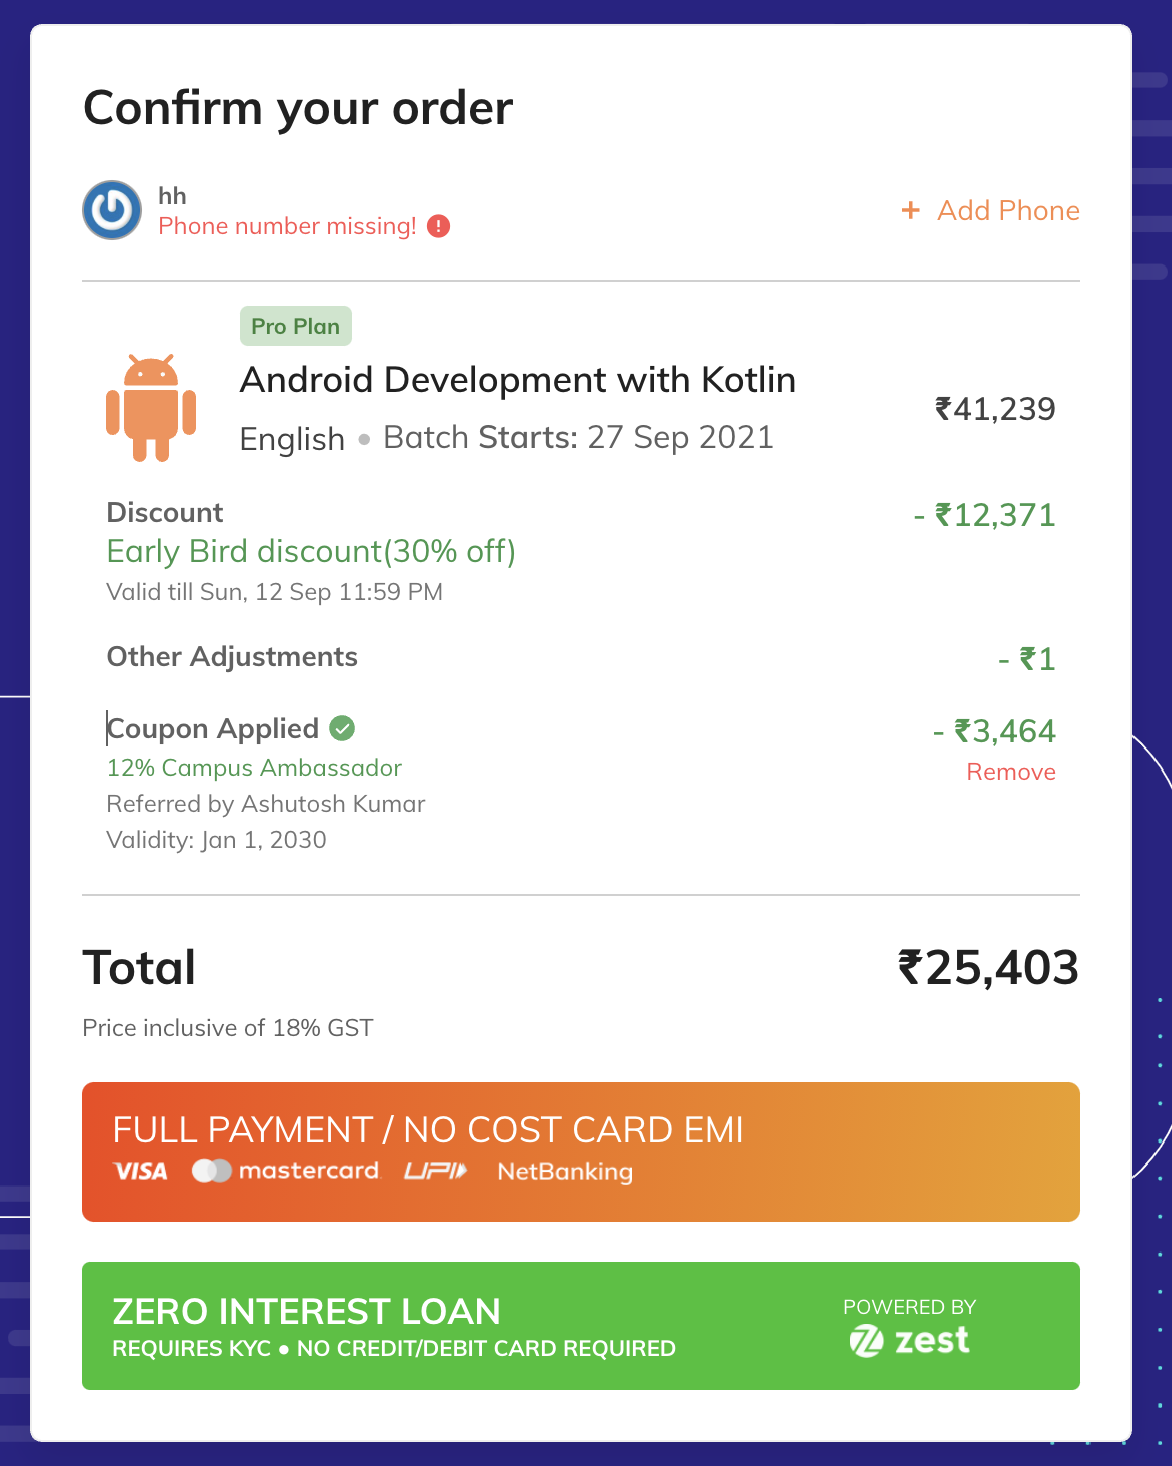 Confirm your order
hh
Phone number missing! !
+ Add Phone
Pro Plan
Android Development with Kotlin
English • Batch Starts: 27 Sep 2021
₹41,239
Discount
- ₹12,371
Early Bird discount(30% off)
Valid till Sun, 12 Sep 11:59 PM
Other Adjustments
- ₹1
Coupon Applied
- ₹3,464
12% Campus Ambassador
Remove
Referred by Ashutosh Kumar
Validity: Jan 1, 2030
Total
₹25,403
Price inclusive of 18% GST
FULL PAYMENT / NO COST CARD EMI
VISA mastercard UPI NetBanking
ZERO INTEREST LOAN
REQUIRES KYC • NO CREDIT/DEBIT CARD REQUIRED
POWERED BY
zest